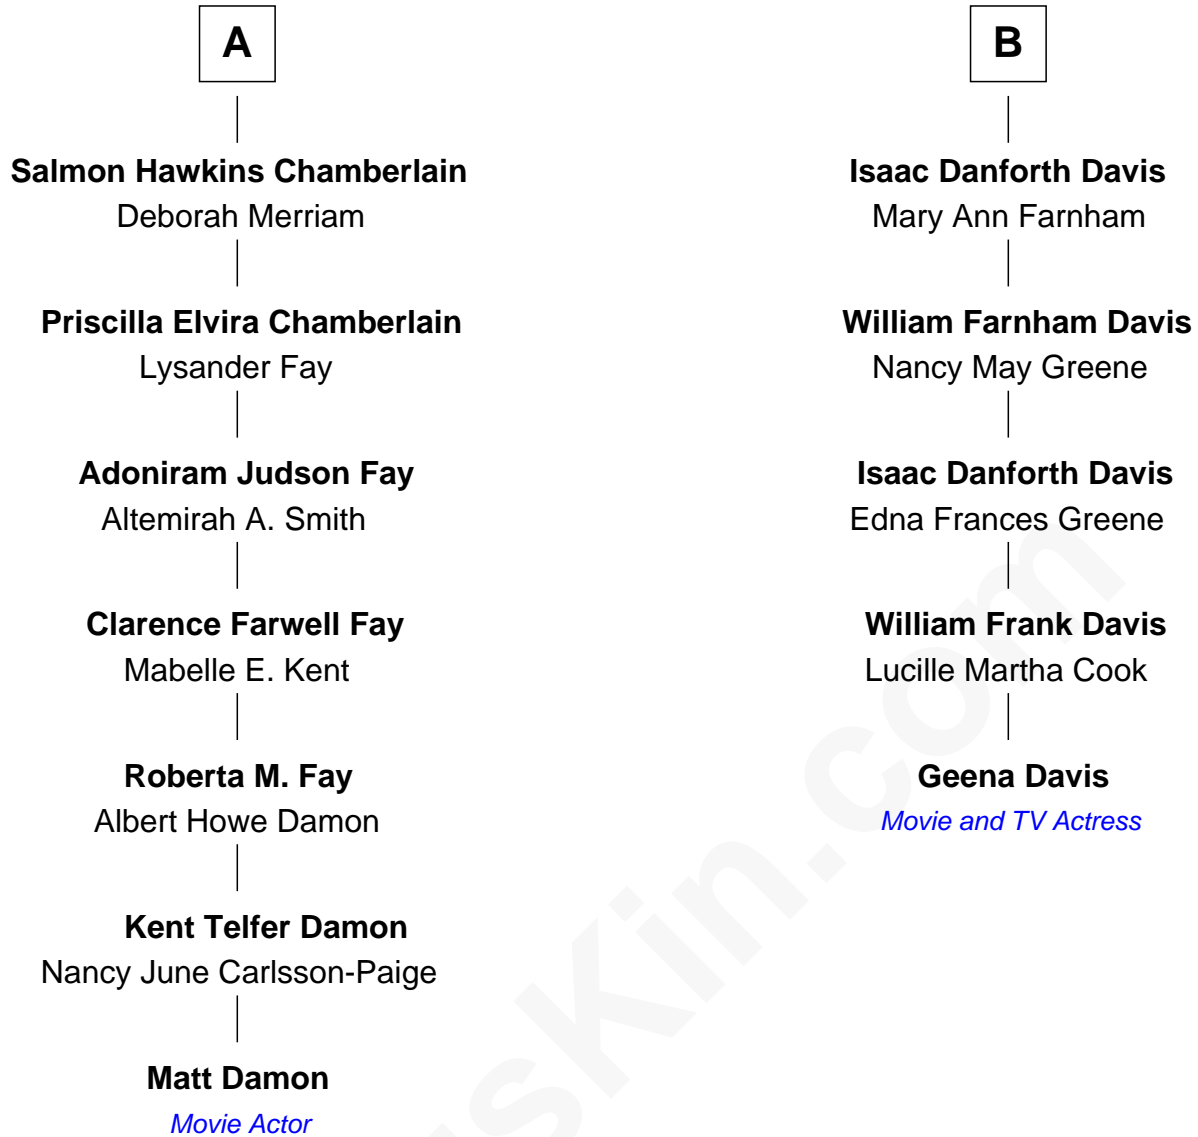 A
Salmon Hawkins Chamberlain
Deborah Merriam
Priscilla Elvira Chamberlain
Lysander Fay
Adoniram Judson Fay
Altemirah A. Smith
Clarence Farwell Fay
Mabelle E. Kent
Roberta M. Fay
Albert Howe Damon
Kent Telfer Damon
Nancy June Carlsson-Paige
Matt Damon
Movie Actor
B
Isaac Danforth Davis
Mary Ann Farnham
William Farnham Davis
Nancy May Greene
Isaac Danforth Davis
Edna Frances Greene
William Frank Davis
Lucille Martha Cook
Geena Davis
Movie and TV Actress
sKin.com